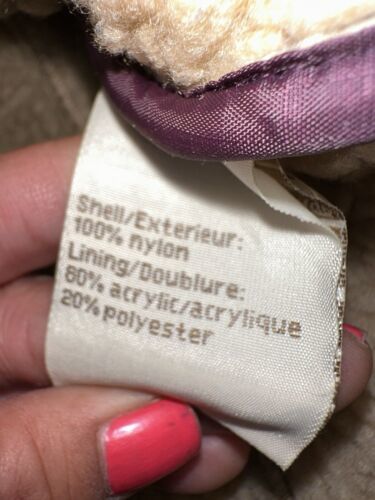 Shell/Exterieur:
100% nylon
Lining/Doublure:
80% acrylic/acrylique
20% polyester